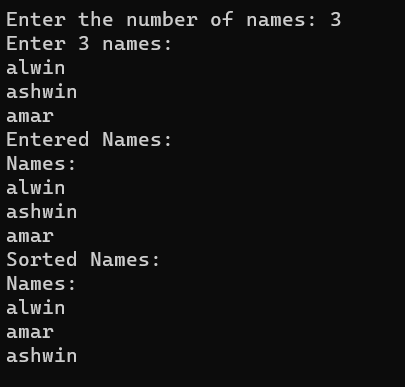 Enter the number of names: 3
Enter 3 names:
alwin
ashwin
amar
Entered Names:
Names:
alwin
ashwin
amar
Sorted Names:
Names:
alwin
amar
ashwin